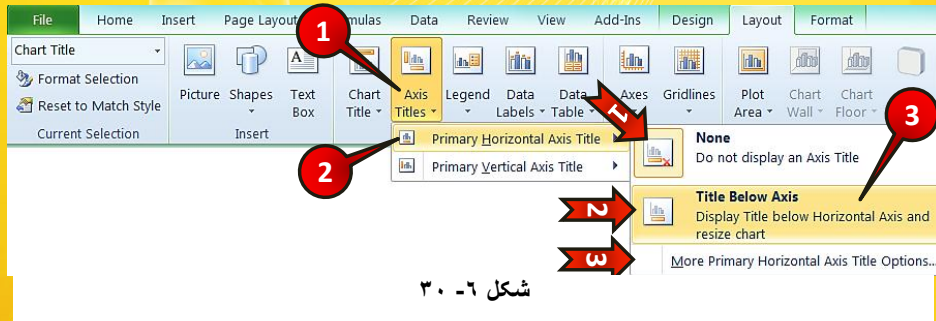 File Home Insert Page Layout Formulas Data Review View Add-Ins Design Layout Format
Chart Title
Format Selection
Reset to Match Style
Current Selection
Picture Shapes Text Box
Insert
Chart Title Axis Titles Legend Data Labels Data Table
Axes Gridlines
Plot Area Chart Wall Chart Floor
1
2
3
Primary Horizontal Axis Title
Primary Vertical Axis Title
1
None
Do not display an Axis Title
2
Title Below Axis
Display Title below Horizontal Axis and
resize chart
3
More Primary Horizontal Axis Title Options...
شكل ٦- ٣٠